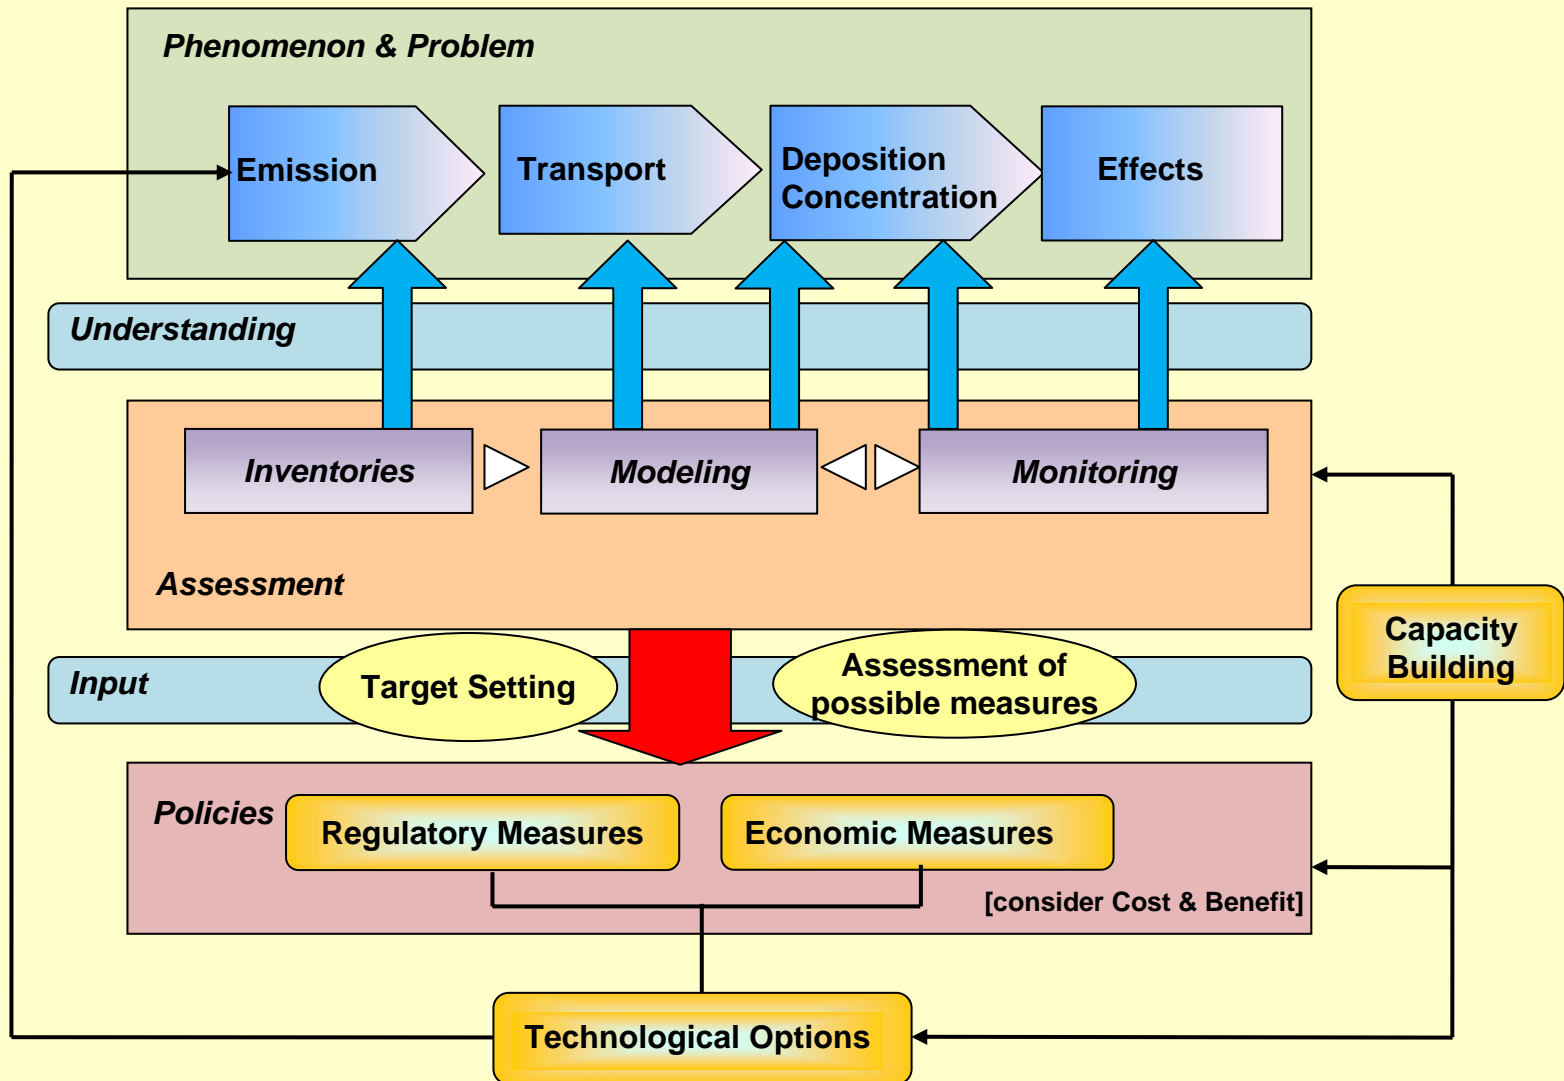 Phenomenon & Problem
Emission
Transport
Deposition
Concentration
Effects
Understanding
Inventories
Modeling
Monitoring
Assessment
Capacity
Building
Input
Target Setting
Assessment of
possible measures
Policies
Regulatory Measures
Economic Measures
[consider Cost & Benefit]
Technological Options